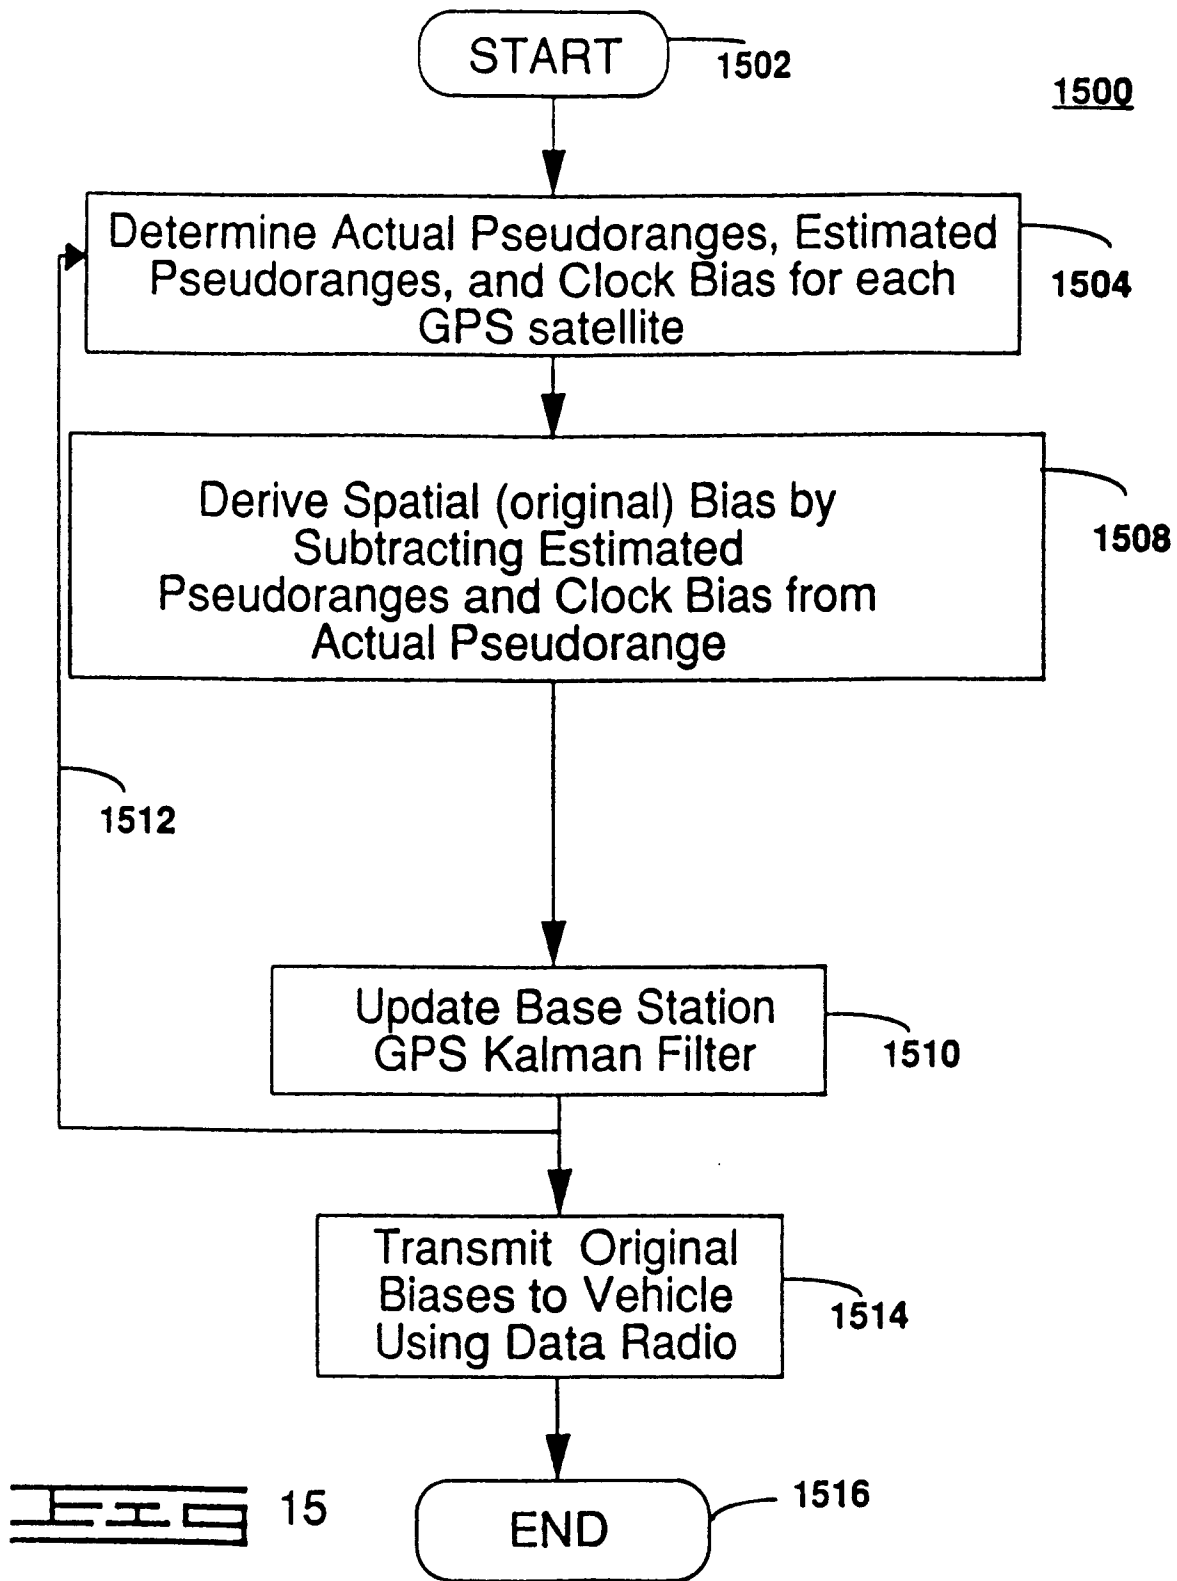 START
1502
1500
Determine Actual Pseudoranges, Estimated
Pseudoranges, and Clock Bias for each
GPS satellite
1504
Derive Spatial (original) Bias by
Subtracting Estimated
Pseudoranges and Clock Bias from
Actual Pseudorange
1508
1512
Update Base Station
GPS Kalman Filter
1510
Transmit Original
Biases to Vehicle
Using Data Radio
1514
FIG 15
END
1516